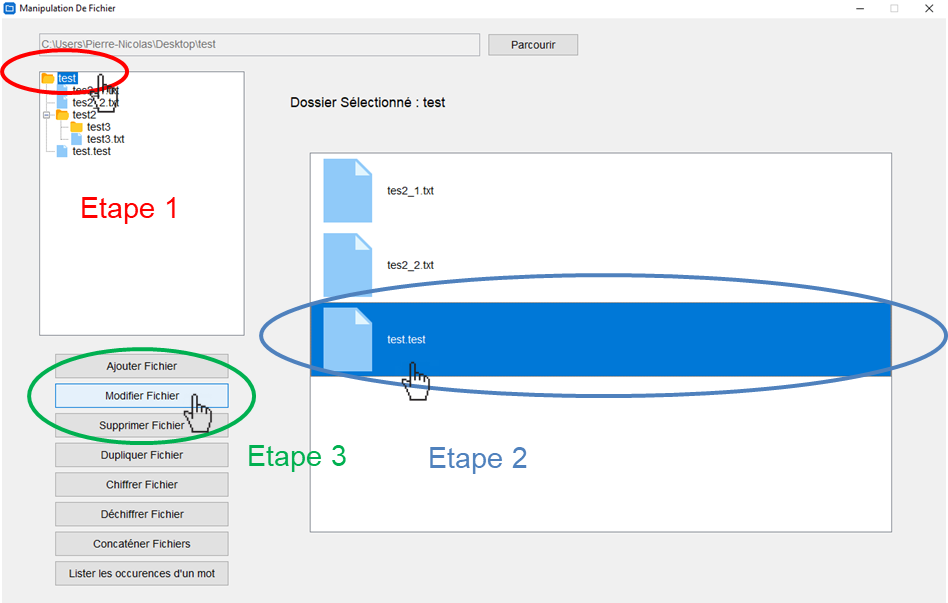 Manipulation De Fichier
C:\Users\Pierre-Nicolas\Desktop\test
Parcourir
test
tes2_1.txt
tes2_2.txt
test2
test3
test3.txt
test.test
Etape 1
Dossier Sélectionné : test
tes2_1.txt
tes2_2.txt
test.test
Etape 2
Ajouter Fichier
Modifier Fichier
Supprimer Fichier
Etape 3
Dupliquer Fichier
Chiffrer Fichier
Déchiffrer Fichier
Concaténer Fichiers
Lister les occurences d'un mot